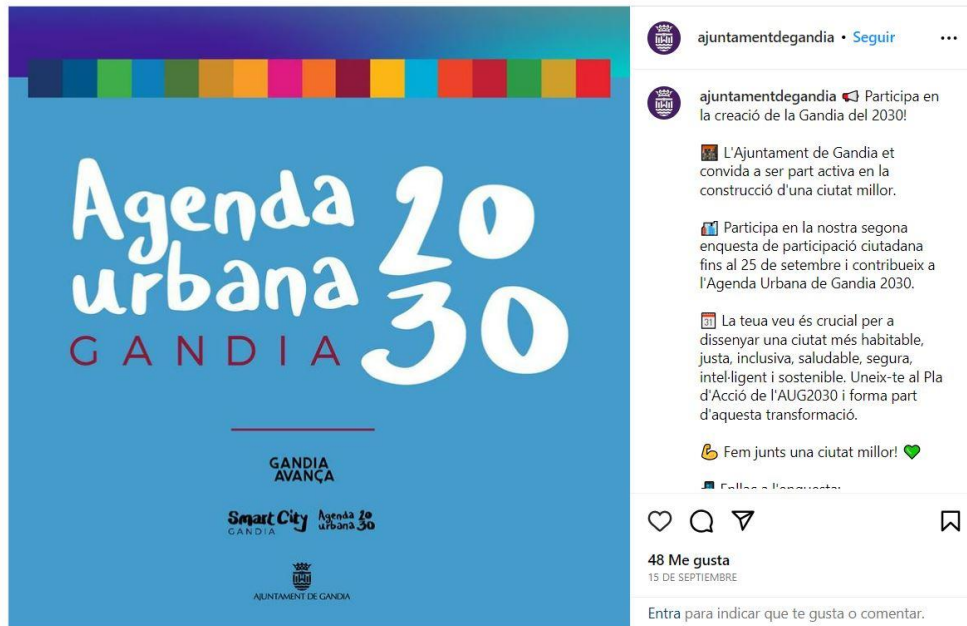 Agenda
urbana
2030
GANDIA
GANDIA
AVANÇA
Smart City
GANDIA
Agenda
urbana
2030
AJUNTAMENT DE GANDIA
ajuntamentdegandia • Seguir
ajuntamentdegandia 📢 Participa en
la creació de la Gandia del 2030!
🌇 L'Ajuntament de Gandia et
convida a ser part activa en la
construcció d'una ciutat millor.
Participa en la nostra segona
enquesta de participació ciutadana
fins al 25 de setembre i contribueix a
l'Agenda Urbana de Gandia 2030.
📅 La teua veu és crucial per a
dissenyar una ciutat més habitable,
justa, inclusiva, saludable, segura,
intel·ligent i sostenible. Uneix-te al Pla
d'Acció de l'AUG2030 i forma part
d'aquesta transformació.
💪 Fem junts una ciutat millor! 💚
📲 Enllaç a l'enquesta:
48 Me gusta
15 DE SEPTIEMBRE
Entra para indicar que te gusta o comentar.